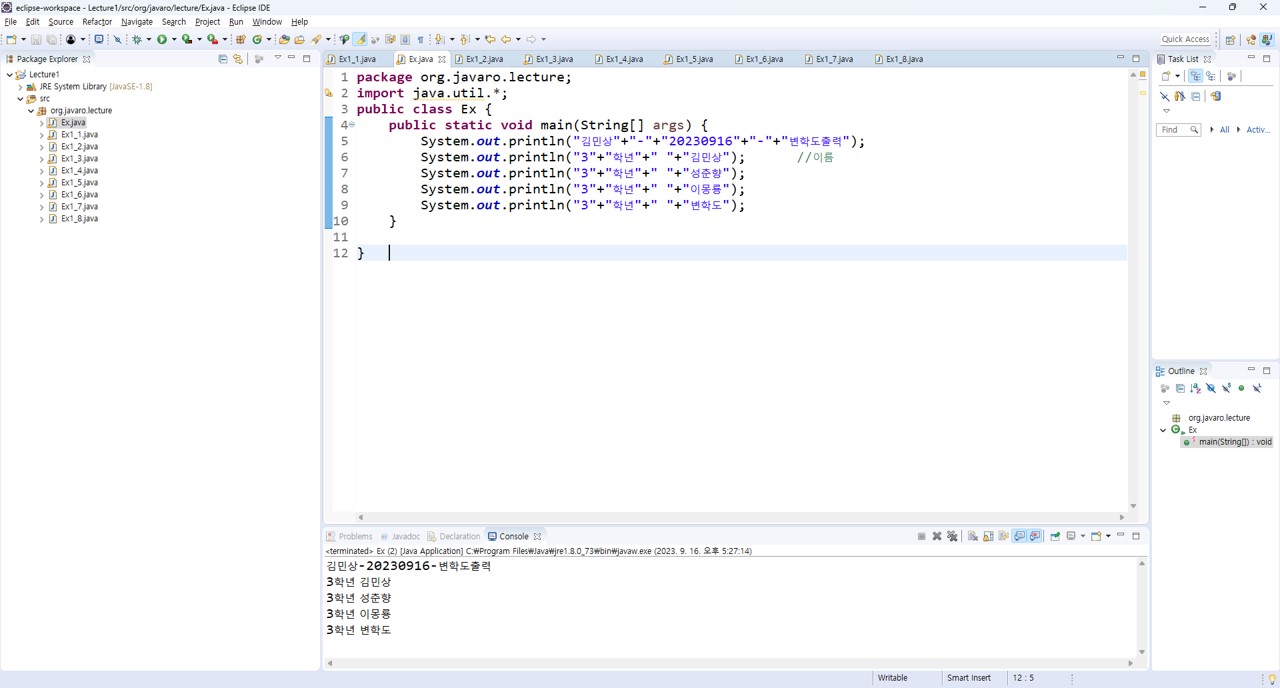 eclipse-workspace - Lecture1/src/org/javaro/lecture/Ex.java - Eclipse IDE
File Edit Source Refactor Navigate Search Project Run Window Help
Quick Access
Package Explorer
Lecture1
JRE System Library [JavaSE-1.8]
src
org.javaro.lecture
Ex.java
Ex1_1.java
Ex1_2.java
Ex1_3.java
Ex1_4.java
Ex1_5.java
Ex1_6.java
Ex1_7.java
Ex1_8.java
Ex1_1.java Ex.java Ex1_2.java Ex1_3.java Ex1_4.java Ex1_5.java Ex1_6.java Ex1_7.java Ex1_8.java
1 package org.javaro.lecture;
2 import java.util.*;
3 public class Ex {
4 public static void main(String[] args) {
5 System.out.println("김민상"+"-"+"20230916"+"-"+"변학도출력");
6 System.out.println("3"+"학년"+" "+"김민상"); //이름
7 System.out.println("3"+"학년"+" "+"성춘향");
8 System.out.println("3"+"학년"+" "+"이몽룡");
9 System.out.println("3"+"학년"+" "+"변학도");
10 }
11
12 }
Problems Javadoc Declaration Console
<terminated> Ex (2) [Java Application] C:₩Program Files₩Java₩jre1.8.0_73₩bin₩javaw.exe (2023. 9. 16. 오후 5:27:14)
김민상-20230916-변학도출력
3학년 김민상
3학년 성춘향
3학년 이몽룡
3학년 변학도
Task List
Find All Activ...
Outline
org.javaro.lecture
Ex
main(String[]) : void
Writable Smart Insert 12 : 5